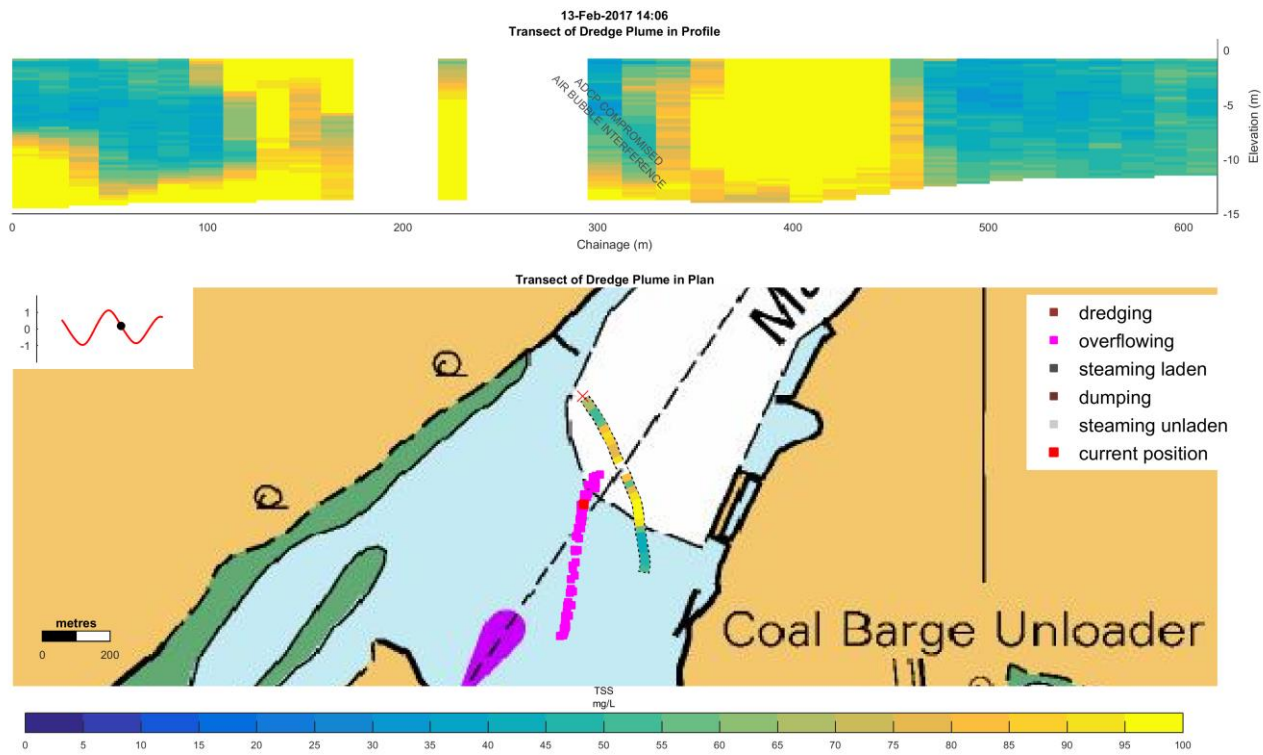 13-Feb-2017 14:06
Transect of Dredge Plume in Profile
0
-5
-10
-15
Elevation (m)
ADCP COMPROMISED
AIR BUBBLE INTERFERENCE
0 100 200 300 400 500 600
Chainage (m)
Transect of Dredge Plume in Plan
1
0
-1
dredging
overflowing
steaming laden
dumping
steaming unladen
current position
metres
0 200
Coal Barge Unloader
TSS
mg/L
0 5 10 15 20 25 30 35 40 45 50 55 60 65 70 75 80 85 90 95 100